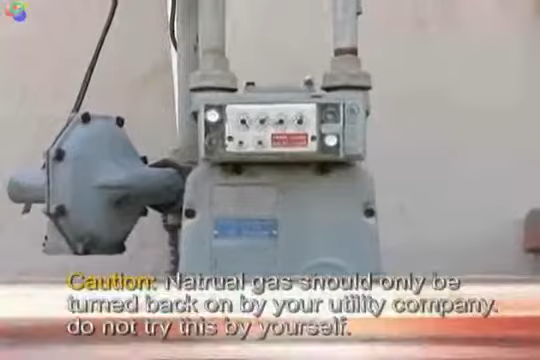 Caution: Natrual gas should only be
turned back on by your utility company.
do not try this by yourself.